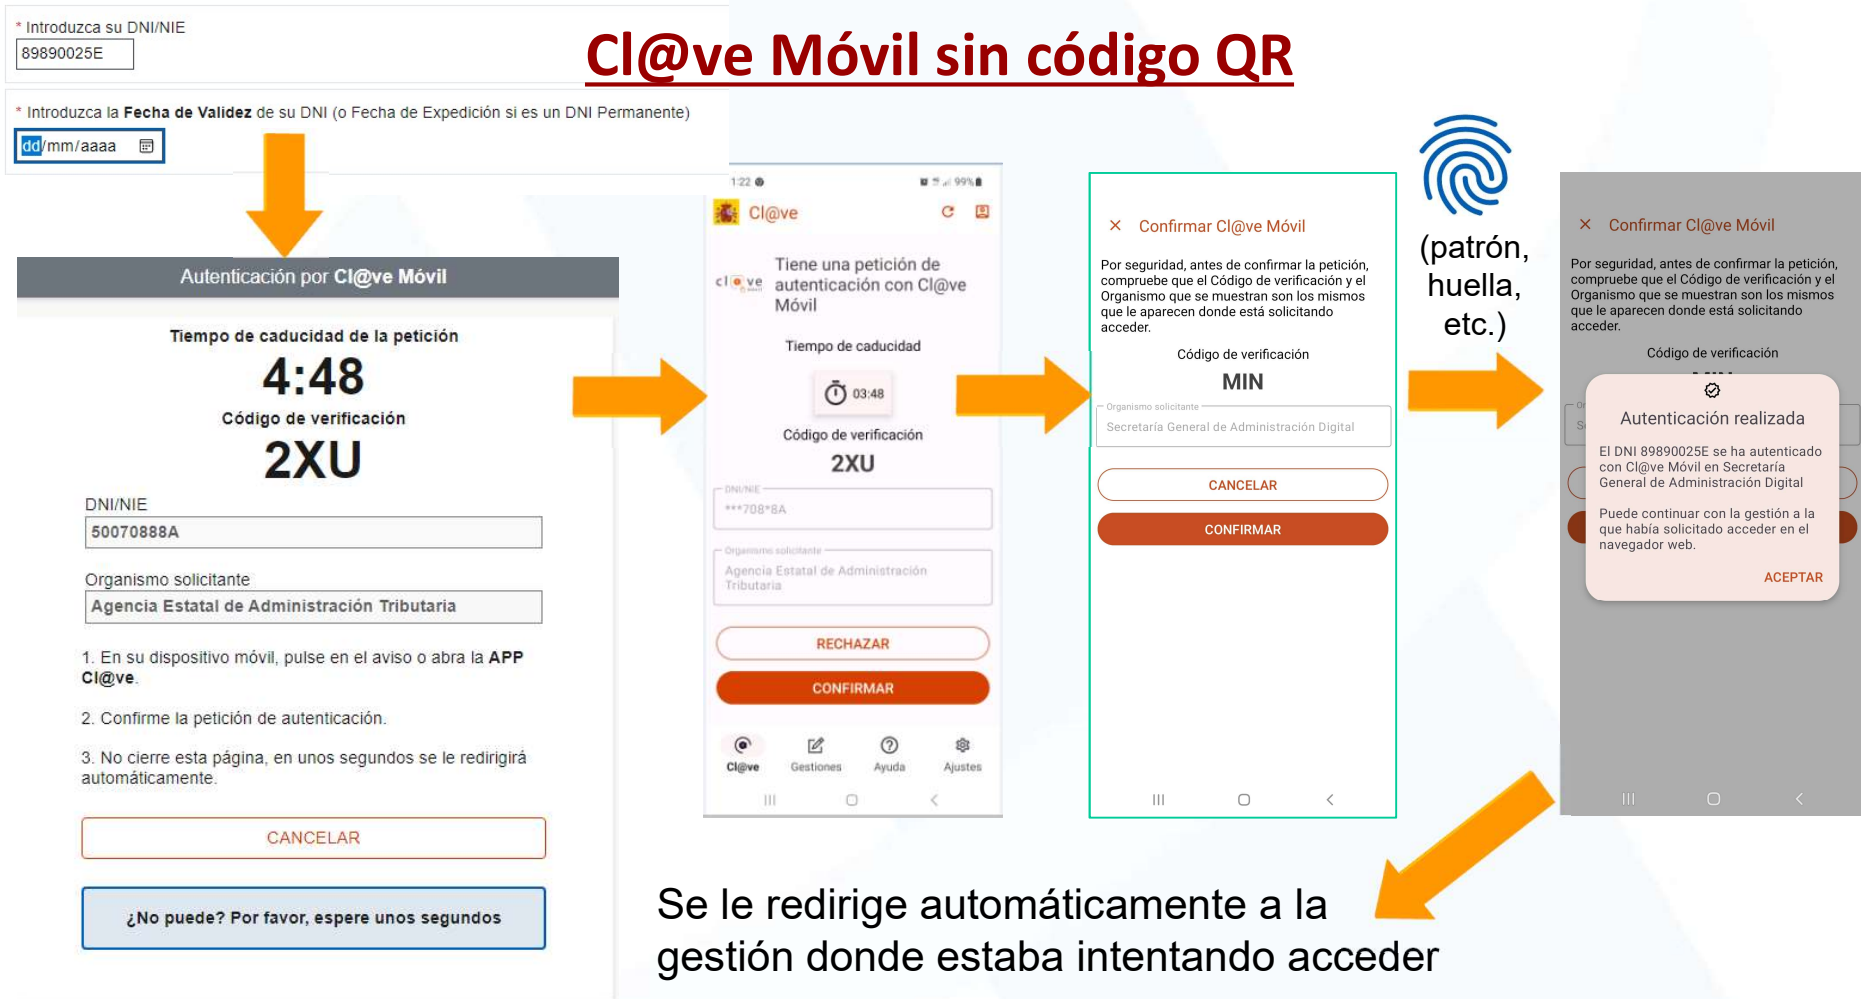 * Introduzca su DNI/NIE
89890025E
Cl@ve Móvil sin código QR
* Introduzca la Fecha de Validez de su DNI (o Fecha de Expedición si es un DNI Permanente)
dd/mm/aaaa
Autenticación por Cl@ve Móvil
Tiempo de caducidad de la petición
4:48
Código de verificación
2XU
DNI/NIE
50070888A
Organismo solicitante
Agencia Estatal de Administración Tributaria
1. En su dispositivo móvil, pulse en el aviso o abra la APP
Cl@ve.
2. Confirme la petición de autenticación.
3. No cierre esta página, en unos segundos se le redirigirá
automáticamente.
CANCELAR
¿No puede? Por favor, espere unos segundos
1:22
99%
Cl@ve
cl@ve
Tiene una petición de
autenticación con Cl@ve
Móvil
Tiempo de caducidad
03:48
Código de verificación
2XU
DNI/NIE
***708*8A
Organismo solicitante
Agencia Estatal de Administración
Tributaria
RECHAZAR
CONFIRMAR
Cl@ve
Gestiones
Ayuda
Ajustes
Confirmar Cl@ve Móvil
Por seguridad, antes de confirmar la petición,
compruebe que el Código de verificación y el
Organismo que se muestran son los mismos
que le aparecen donde está solicitando
acceder.
Código de verificación
MIN
Organismo solicitante
Secretaría General de Administración Digital
CANCELAR
CONFIRMAR
(patrón,
huella,
etc.)
Confirmar Cl@ve Móvil
Por seguridad, antes de confirmar la petición,
compruebe que el Código de verificación y el
Organismo que se muestran son los mismos
que le aparecen donde está solicitando
acceder.
Código de verificación
Autenticación realizada
El DNI 89890025E se ha autenticado
con Cl@ve Móvil en Secretaría
General de Administración Digital
Puede continuar con la gestión a la
que había solicitado acceder en el
navegador web.
ACEPTAR
Se le redirige automáticamente a la
gestión donde estaba intentando acceder